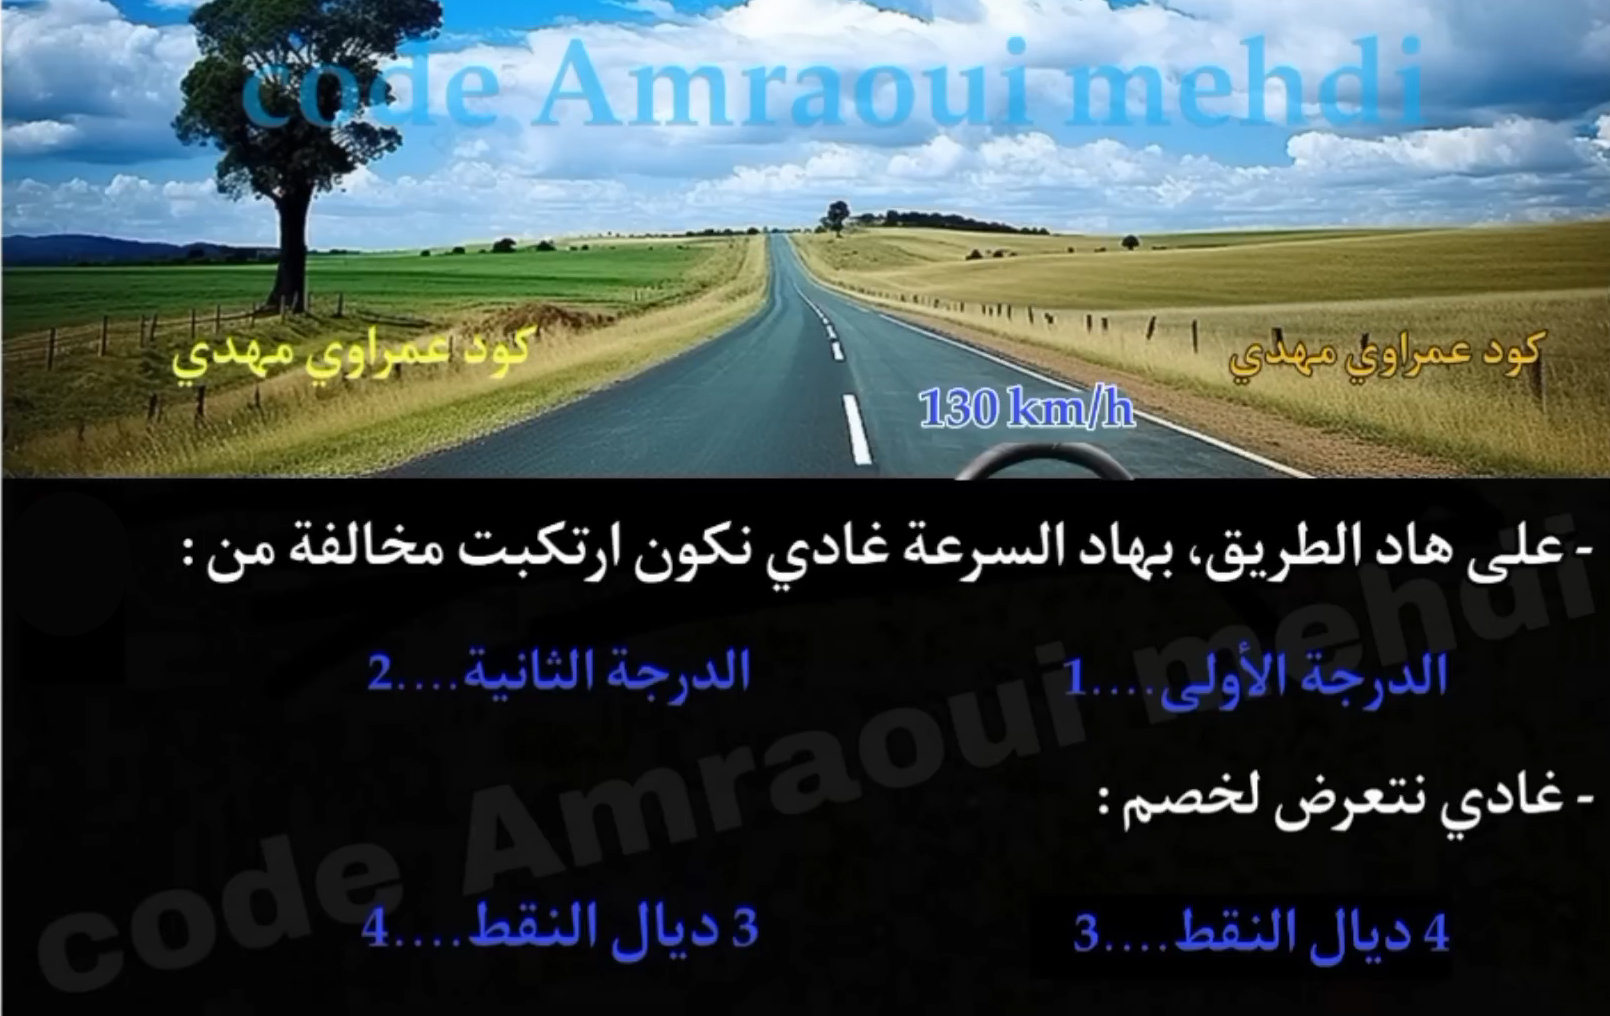 code Amraoui mehdi
كود عمراوي مهدي
كود عمراوي مهدي
130 km/h
- على هاد الطريق، بهاد السرعة غادي نكون ارتكبت مخالفة من :
الدرجة الأولى....1
الدرجة الثانية....2
- غادي نتعرض لخصم :
4 ديال النقط....3
3 ديال النقط....4
code Amraoui mehdi